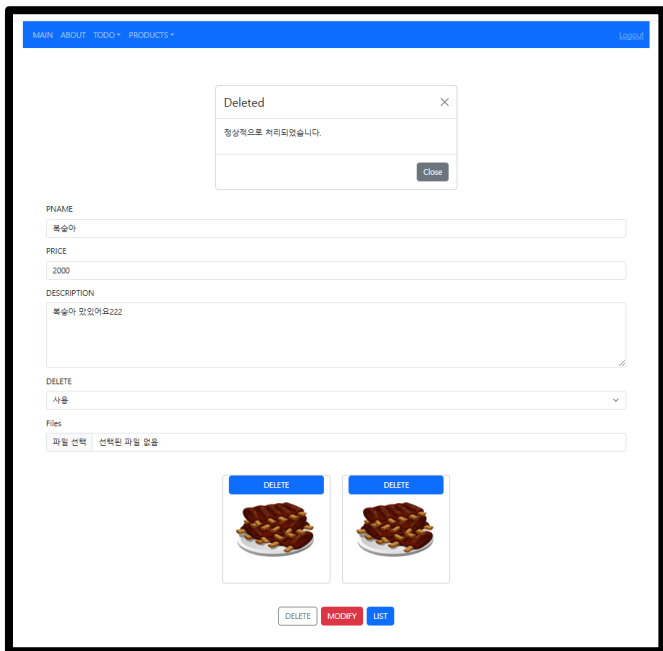 MAIN ABOUT TODO PRODUCTS Logout
Deleted
정상적으로 처리되었습니다.
Close
PNAME
복숭아
PRICE
2000
DESCRIPTION
복숭아 맜있어요222
DELETE
사용
Files
파일 선택 선택된 파일 없음
DELETE DELETE
DELETE MODIFY LIST